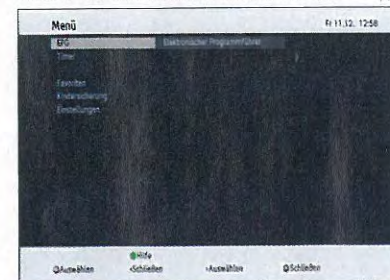 Menü Fr 11.12. 12:58
EPG Elektronischer Programmführer
Timer
Favoriten
Kindersicherung
Einstellungen
Hilfe
Auswählen ‹Schließen ›Auswählen Schließen